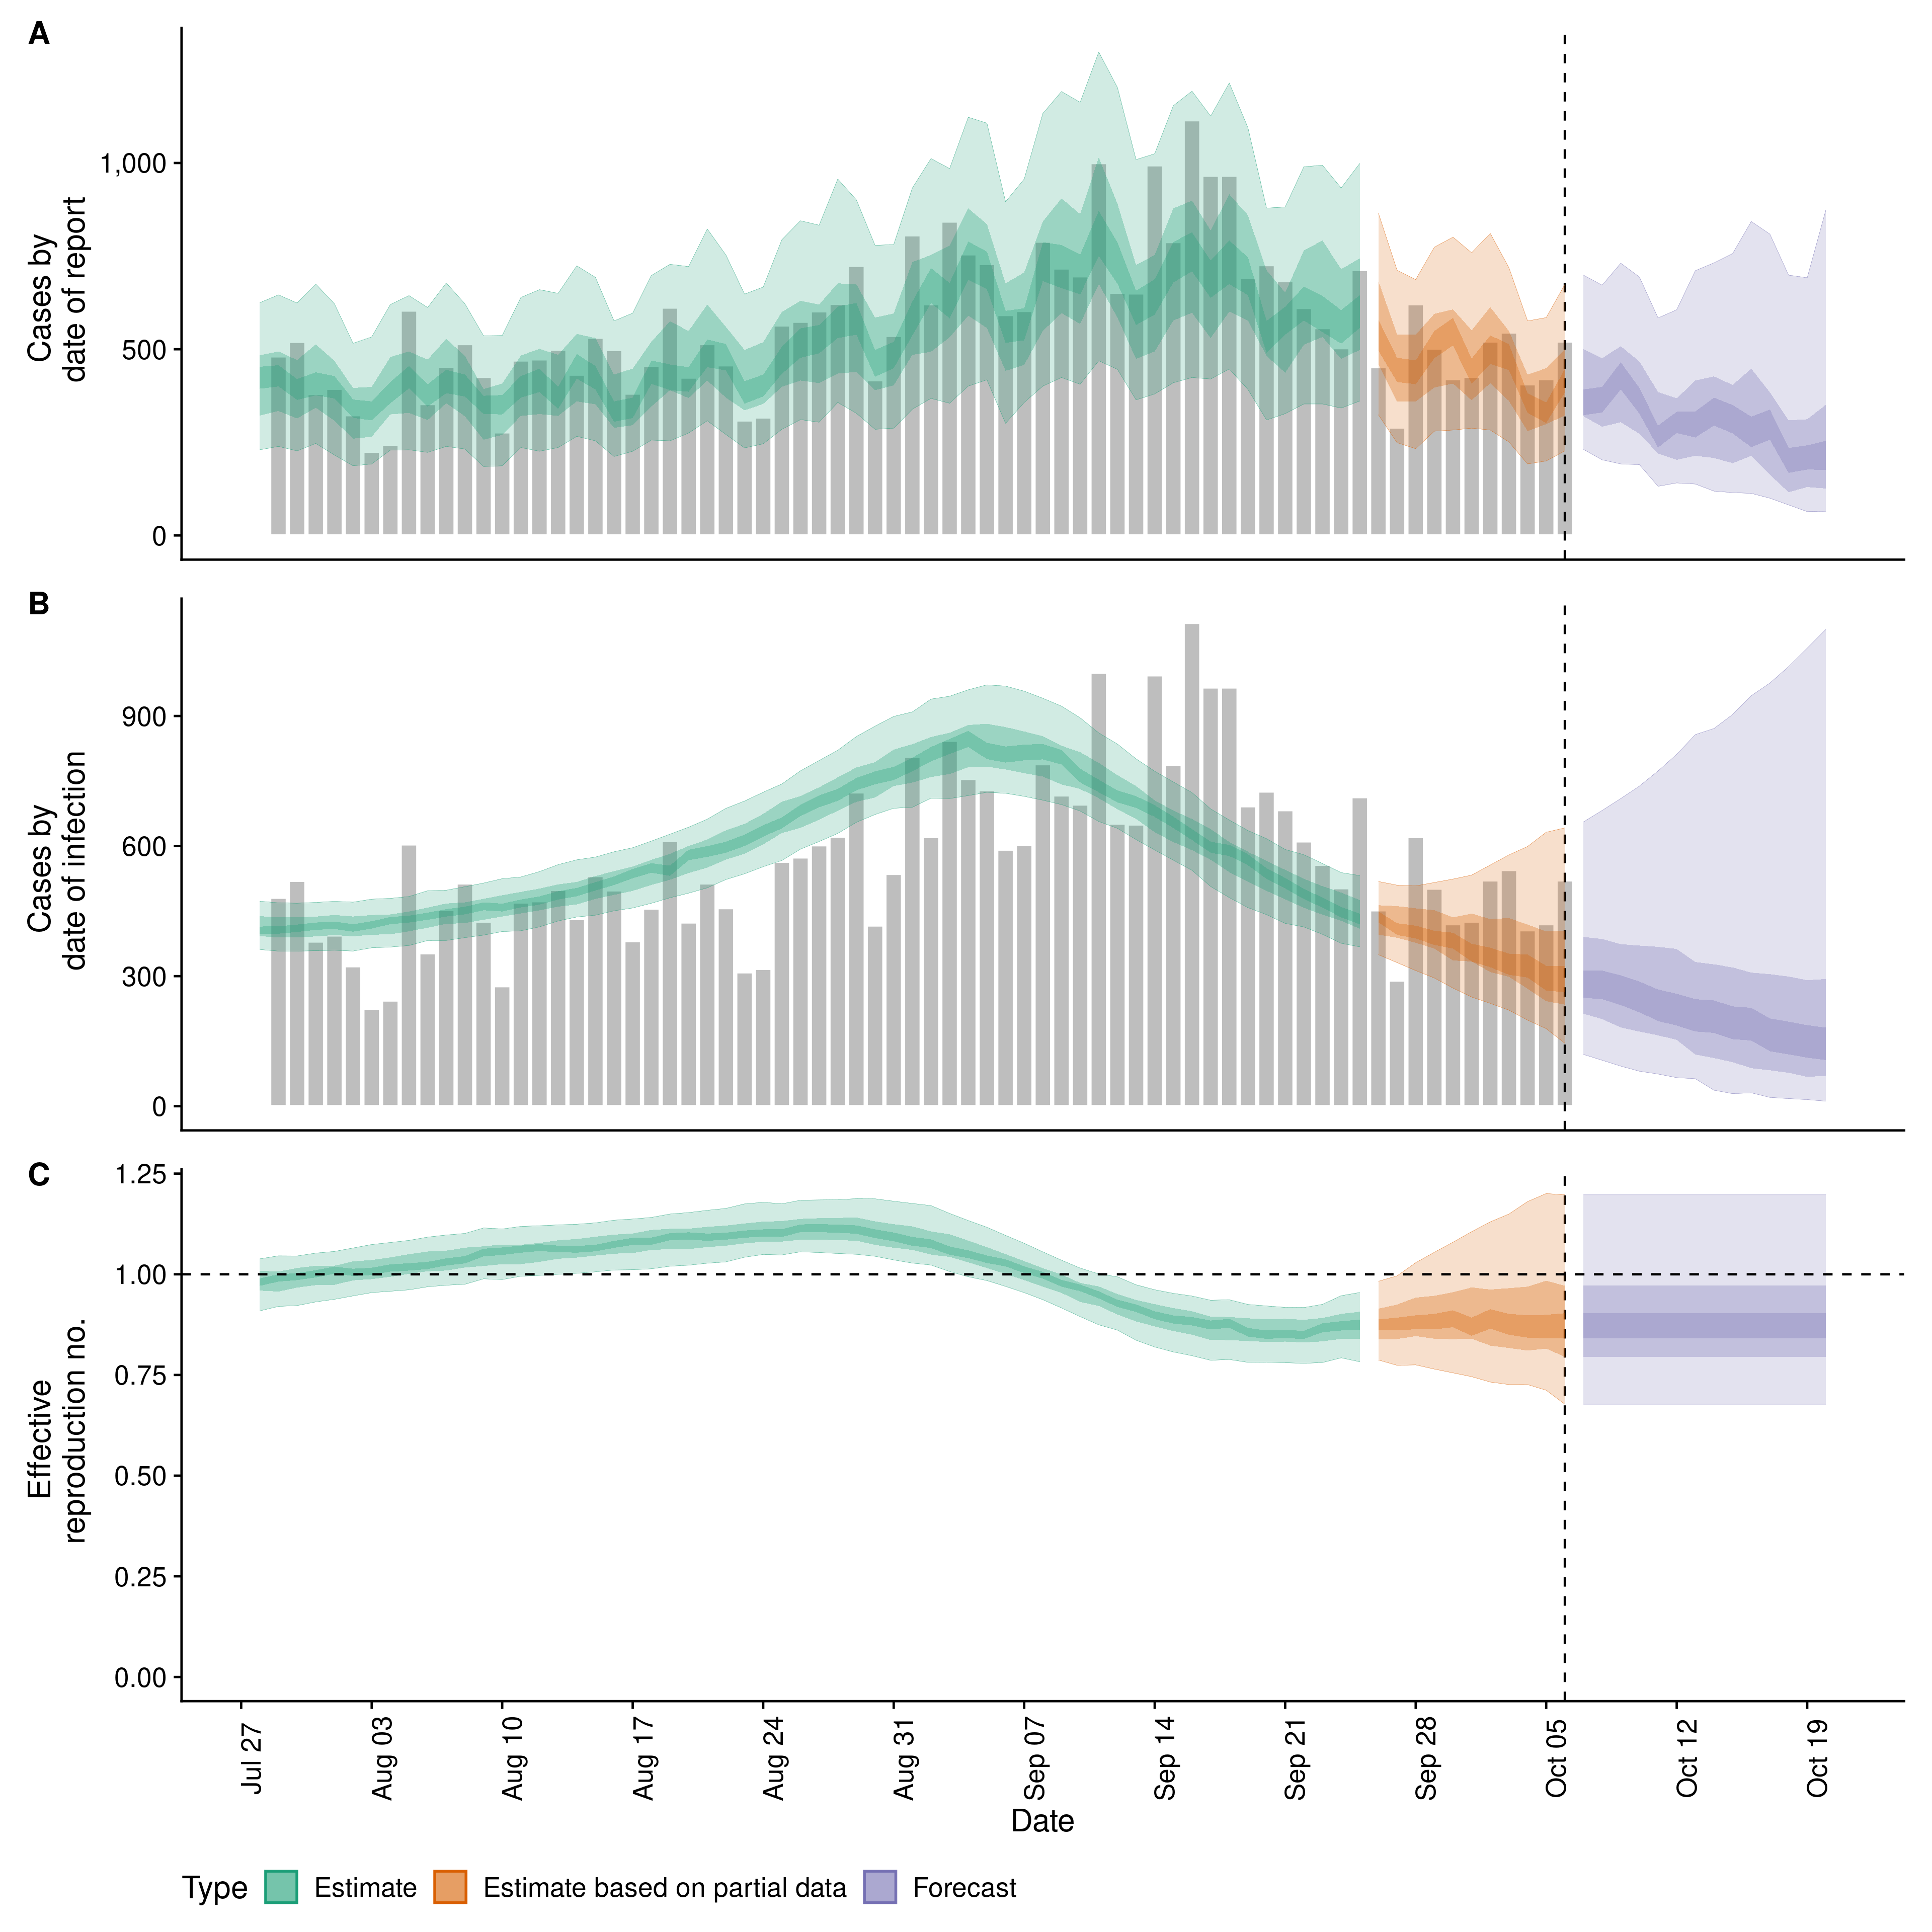 A
Cases by
date of report
1,000
500
0
B
Cases by
date of infection
900
600
300
0
C
Effective
reproduction no.
1.25
1.00
0.75
0.50
0.25
0.00
Jul 27
Aug 03
Aug 10
Aug 17
Aug 24
Aug 31
Sep 07
Sep 14
Sep 21
Sep 28
Oct 05
Oct 12
Oct 19
Date
Type Estimate Estimate based on partial data Forecast